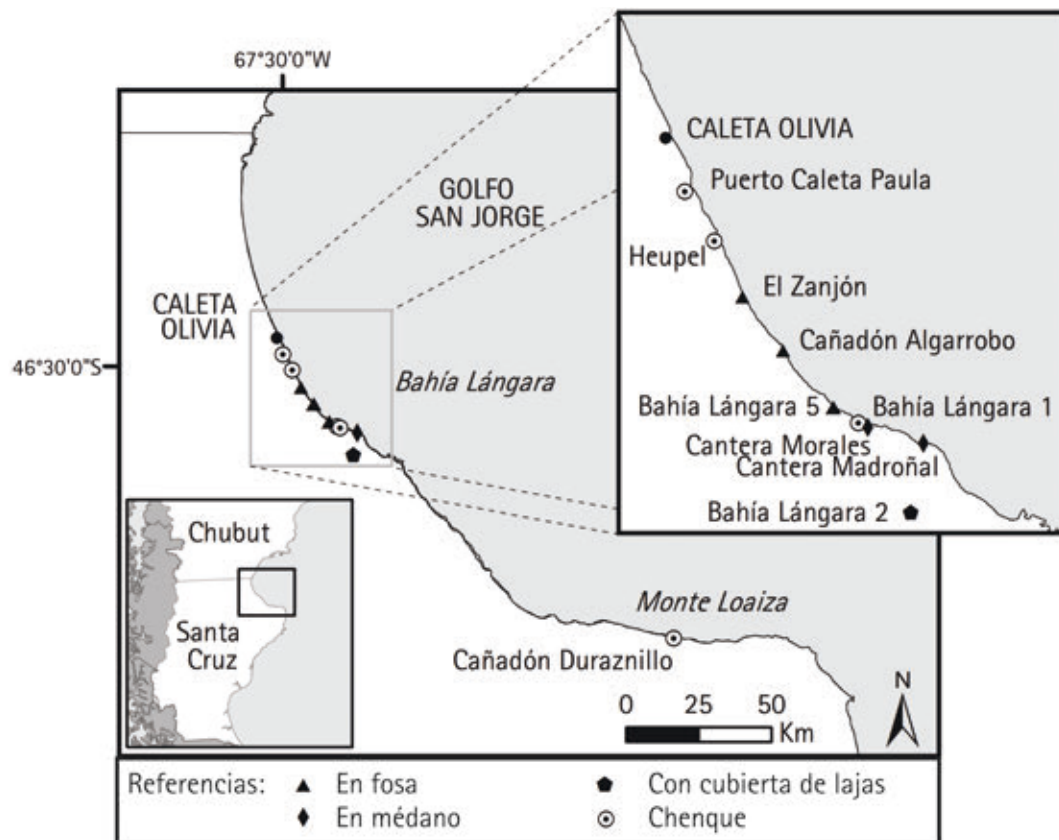 67°30'0"W
46°30'0"S
GOLFO
SAN JORGE
CALETA
OLIVIA
Bahía Lángara
CALETA OLIVIA
Puerto Caleta Paula
Heupel
El Zanjón
Cañadón Algarrobo
Bahía Lángara 5
Bahía Lángara 1
Cantera Morales
Cantera Madroñal
Bahía Lángara 2
Chubut
Santa
Cruz
Monte Loaiza
Cañadón Duraznillo
N
0 25 50
Km
Referencias:
En fosa
Con cubierta de lajas
En médano
Chenque